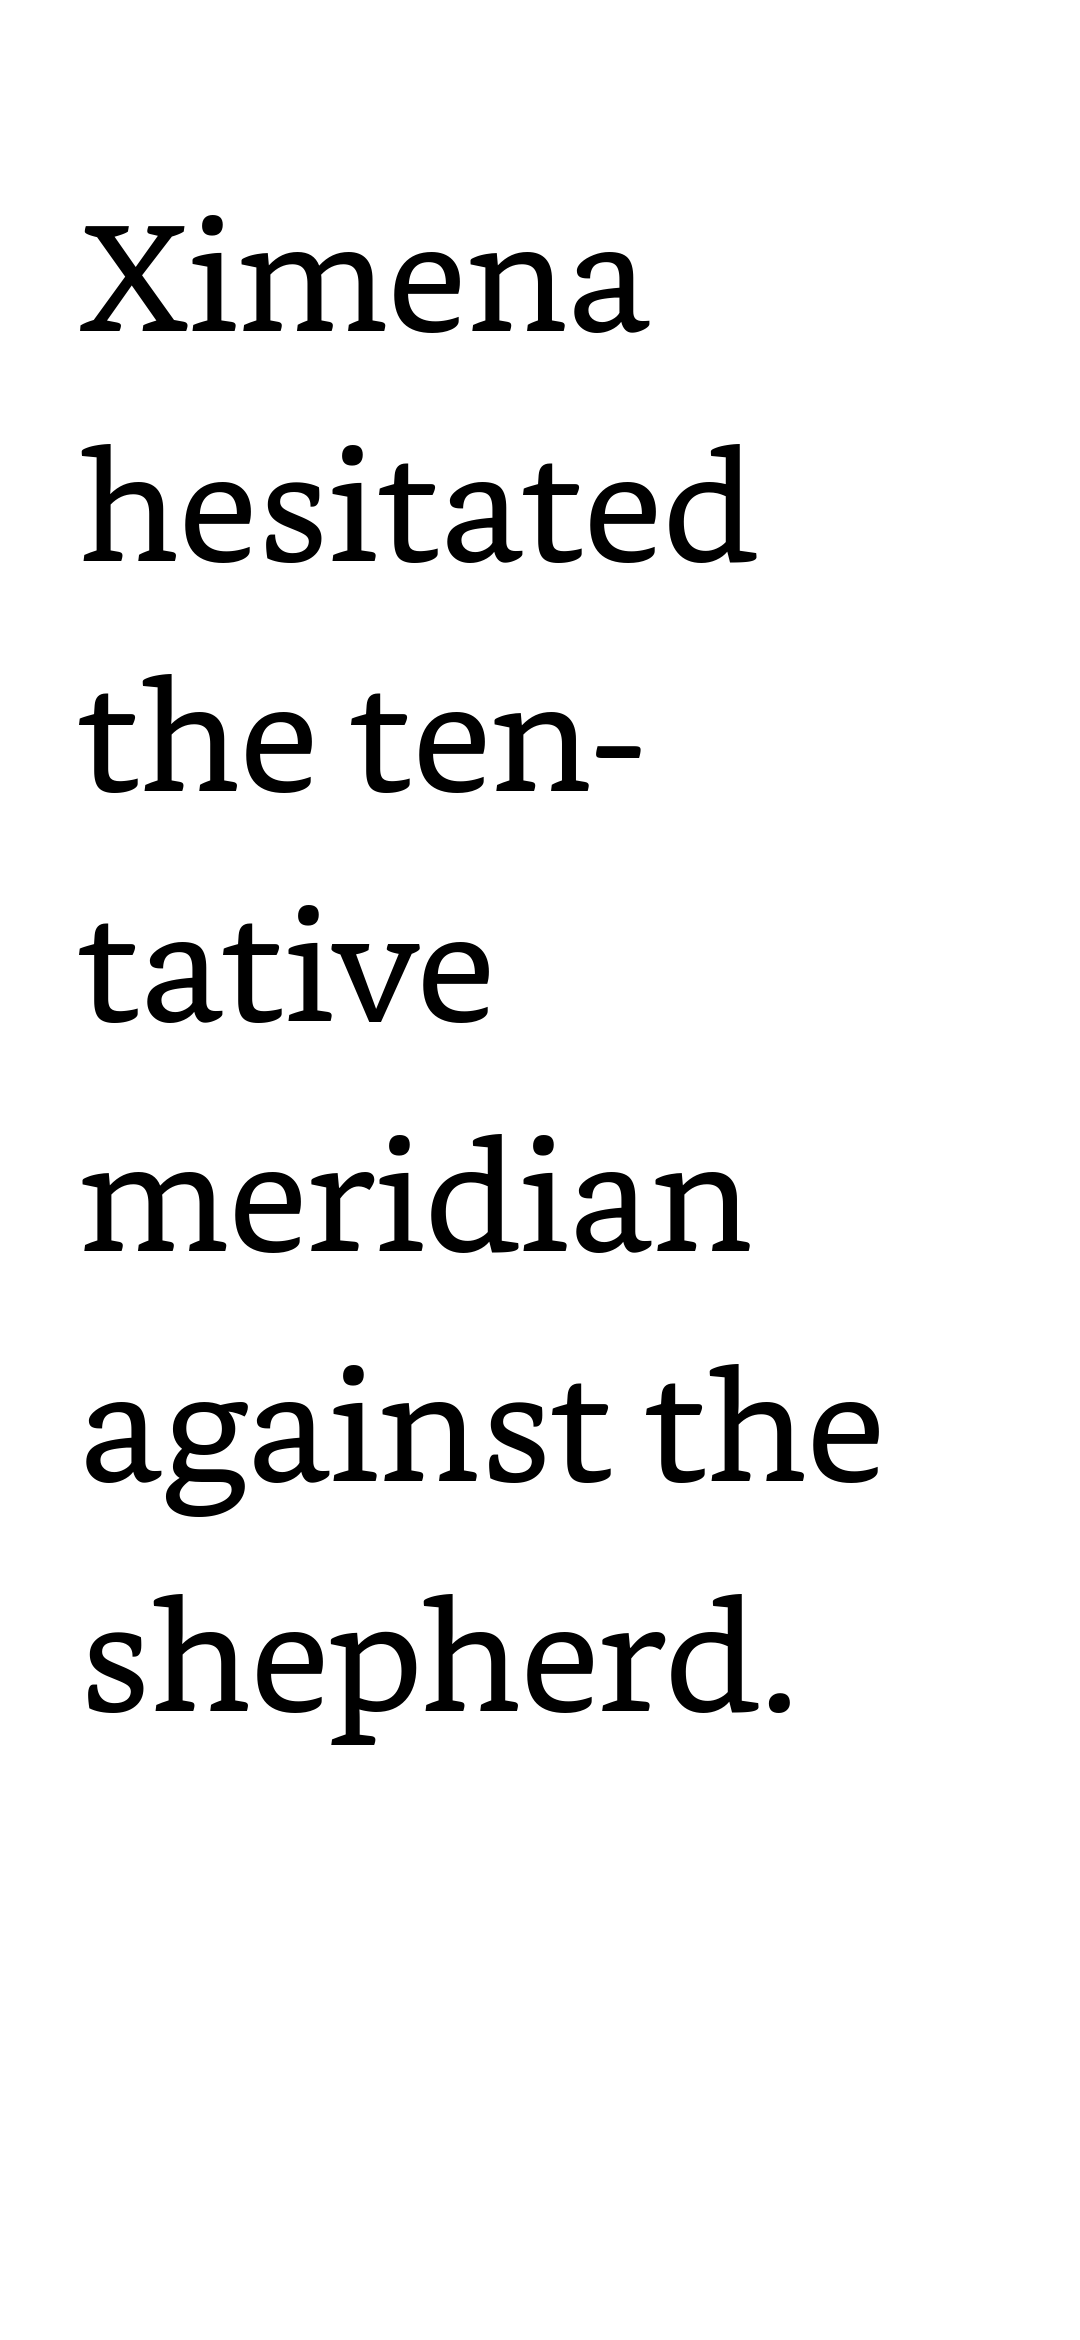 Ximena
hesitated
the ten-
tative
meridian
against the
shepherd.